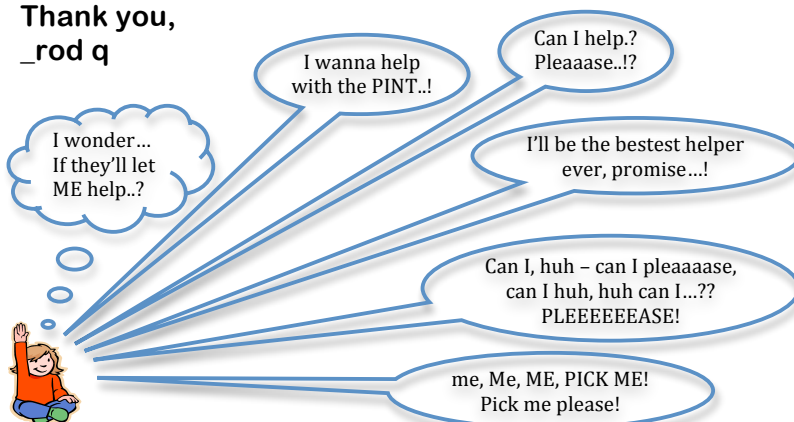 Thank you,
_rod q
I wanna help
with the PINT..!
Can I help.?
Pleaaase..!?
I wonder…
If they'll let
ME help..?
I'll be the bestest helper
ever, promise…!
Can I, huh – can I pleaaaase,
can I huh, huh can I…??
PLEEEEEEASE!
me, Me, ME, PICK ME!
Pick me please!